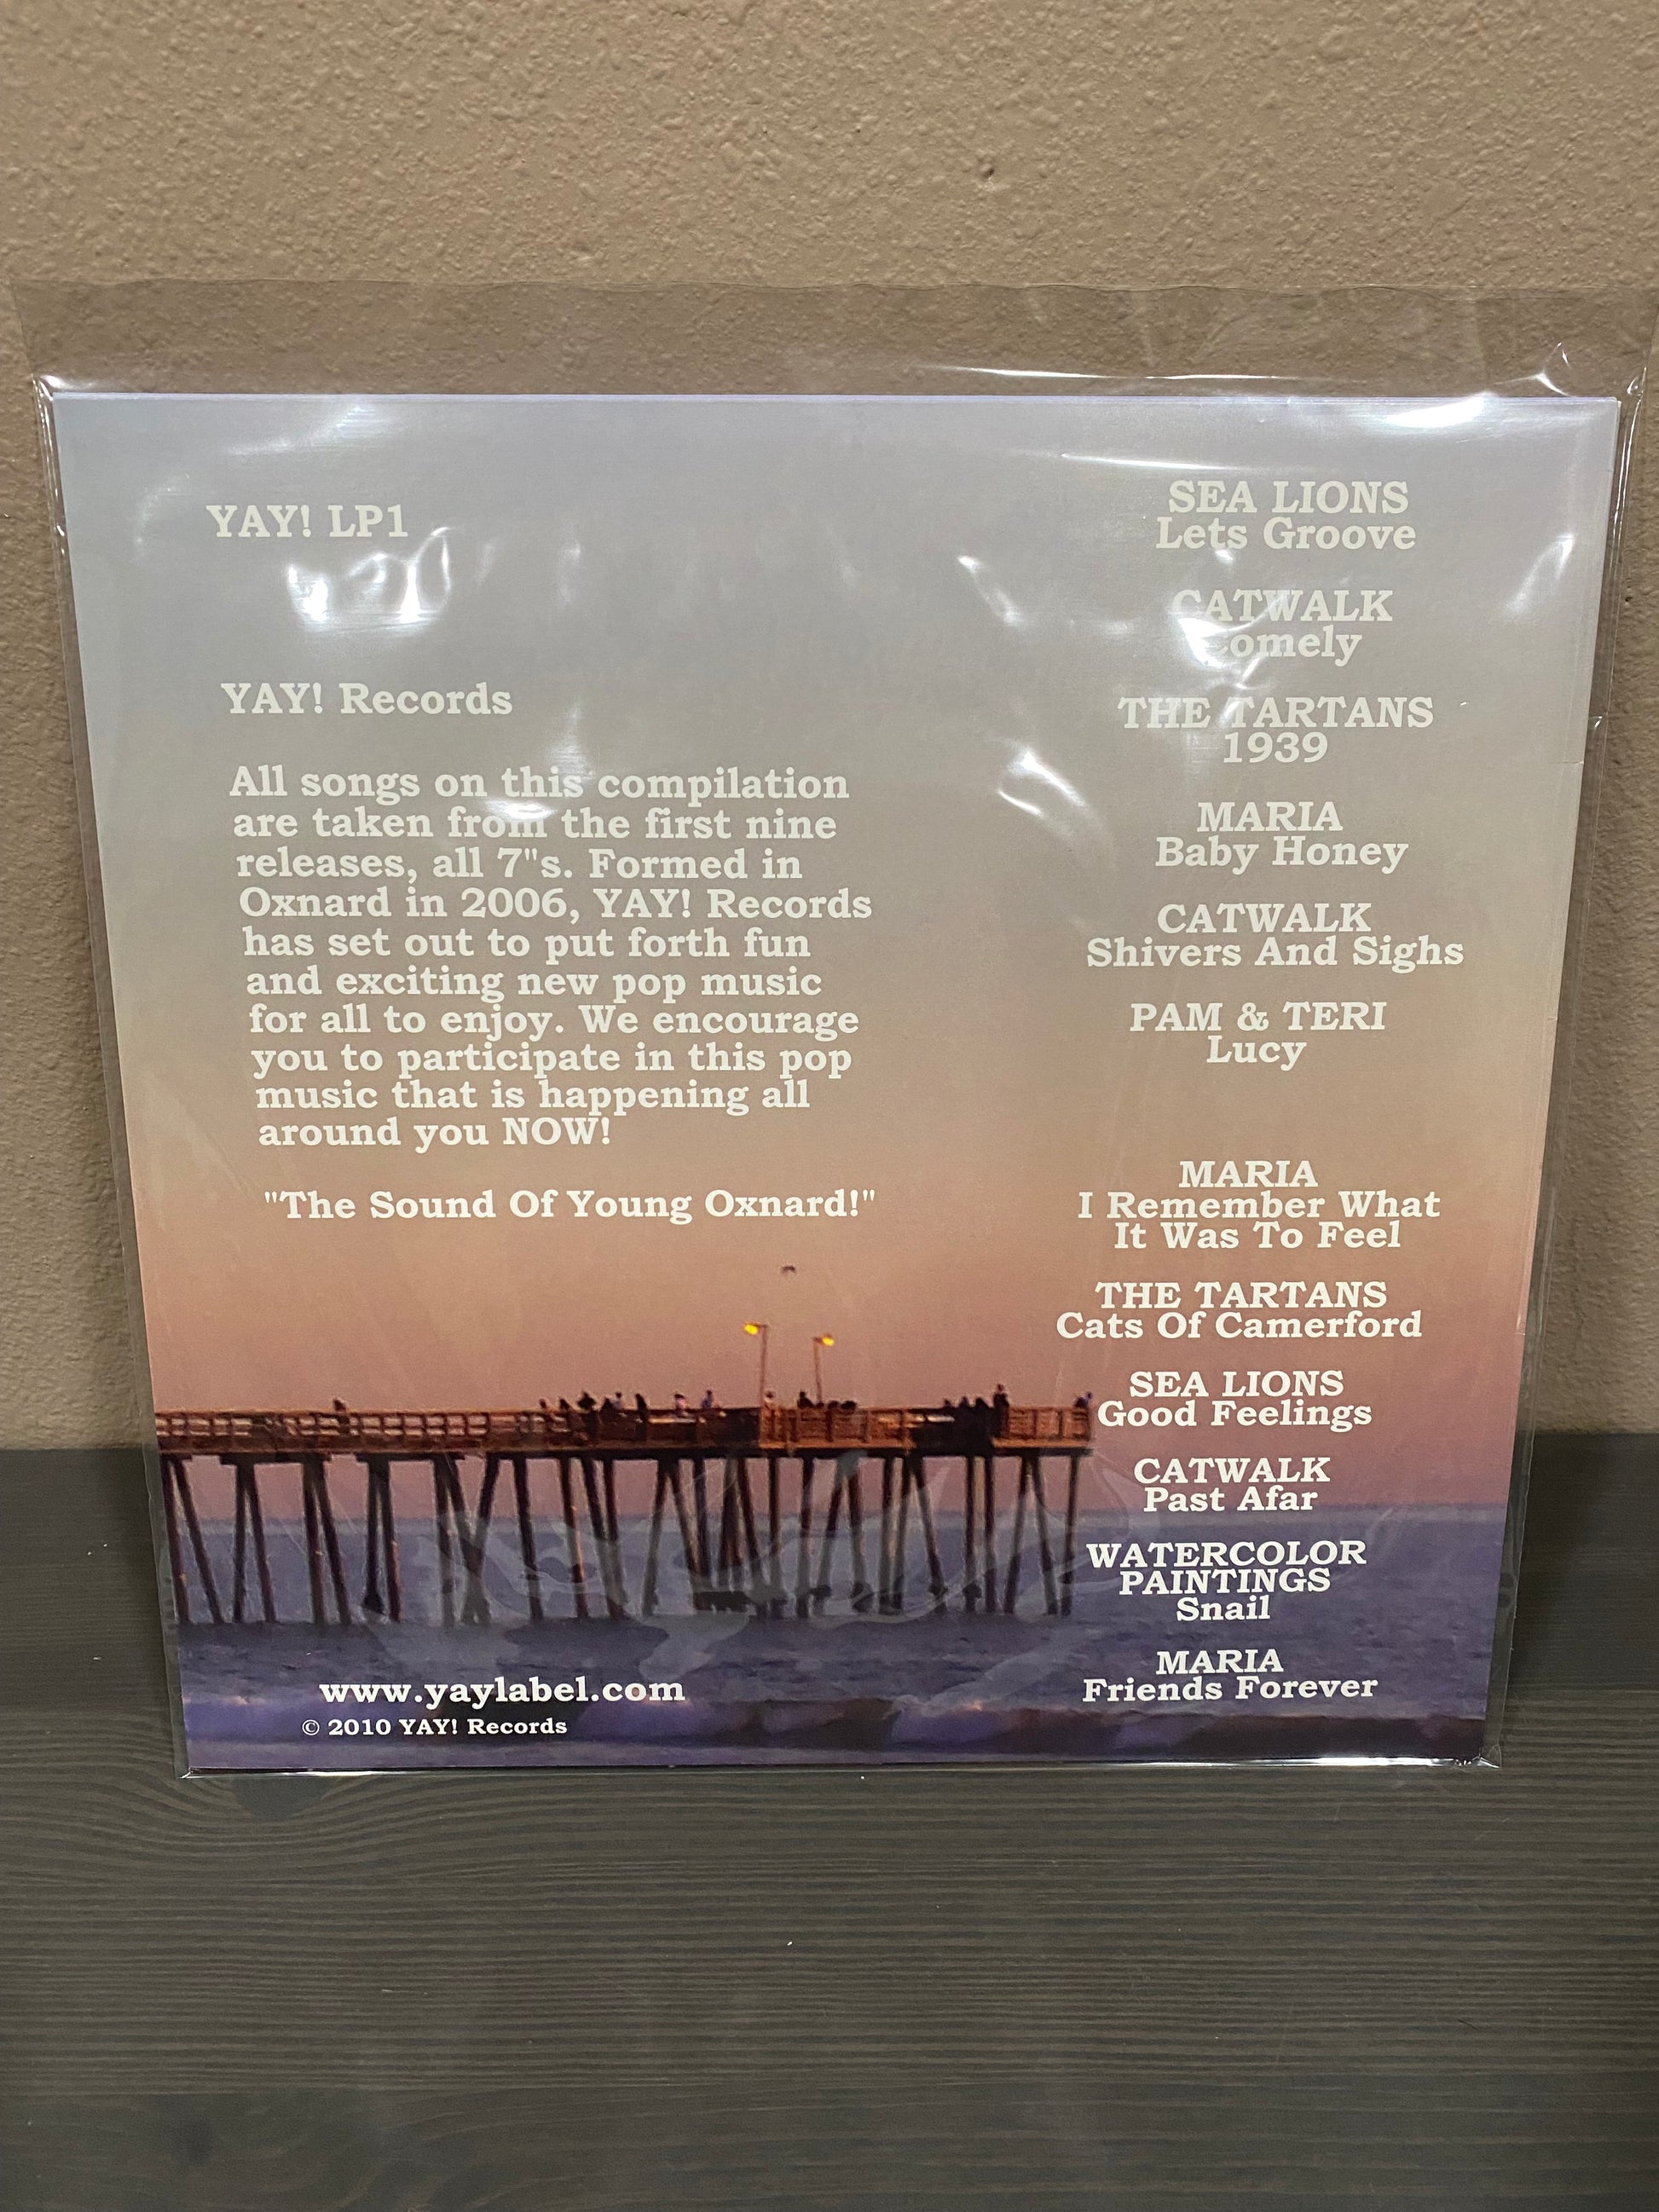 YAY! LP1
YAY! Records
All songs on this compilation
are taken from the first nine
releases, all 7"s. Formed in
Oxnard in 2006, YAY! Records
has set out to put forth fun
and exciting new pop music
for all to enjoy. We encourage
you to participate in this pop
music that is happening all
around you NOW!
"The Sound Of Young Oxnard!"
www.yaylabel.com
© 2010 YAY! Records
SEA LIONS
Lets Groove
CATWALK
THE TARTANS
1939
MARIA
Baby Honey
CATWALK
Shivers And Sighs
PAM & TERI
Lucy
MARIA
I Remember What
It Was To Feel
THE TARTANS
Cats Of Camerford
SEA LIONS
Good Feelings
CATWALK
Past Afar
WATERCOLOR
PAINTINGS
Snail
MARIA
Friends Forever